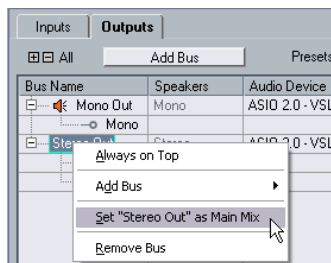 Inputs Outputs
All Add Bus Presets
Bus Name Speakers Audio Device
Mono Out Mono ASIO 2.0 - VSL
Mono
Stereo Out Stereo ASIO 2.0 - VSL
Always on Top
Add Bus
Set "Stereo Out" as Main Mix
Remove Bus